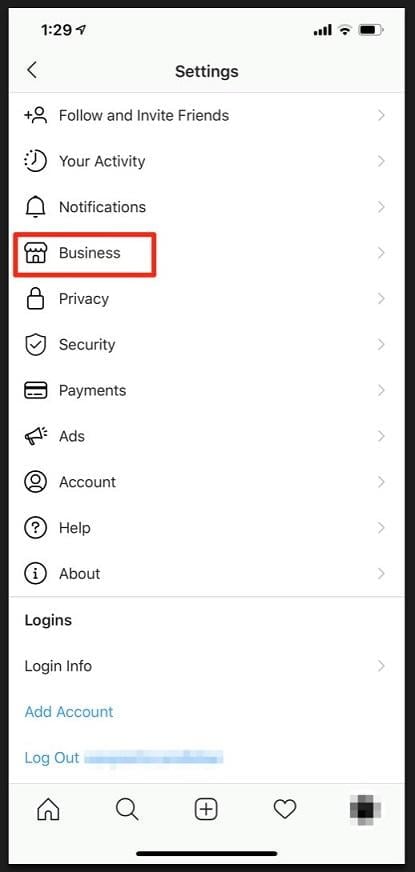 1:29
Settings
Follow and Invite Friends
Your Activity
Notifications
Business
Privacy
Security
Payments
Ads
Account
Help
About
Logins
Login Info
Add Account
Log Out